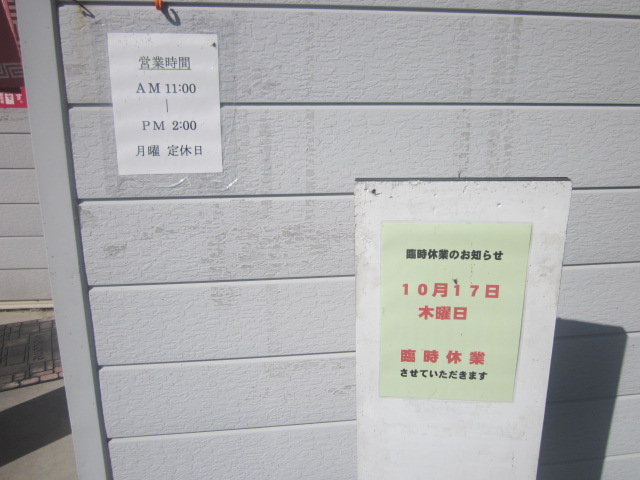 営業時間
AM 11:00
|
PM 2:00
月曜 定休日
臨時休業のお知らせ
10月17日
木曜日
臨時休業
させていただきます